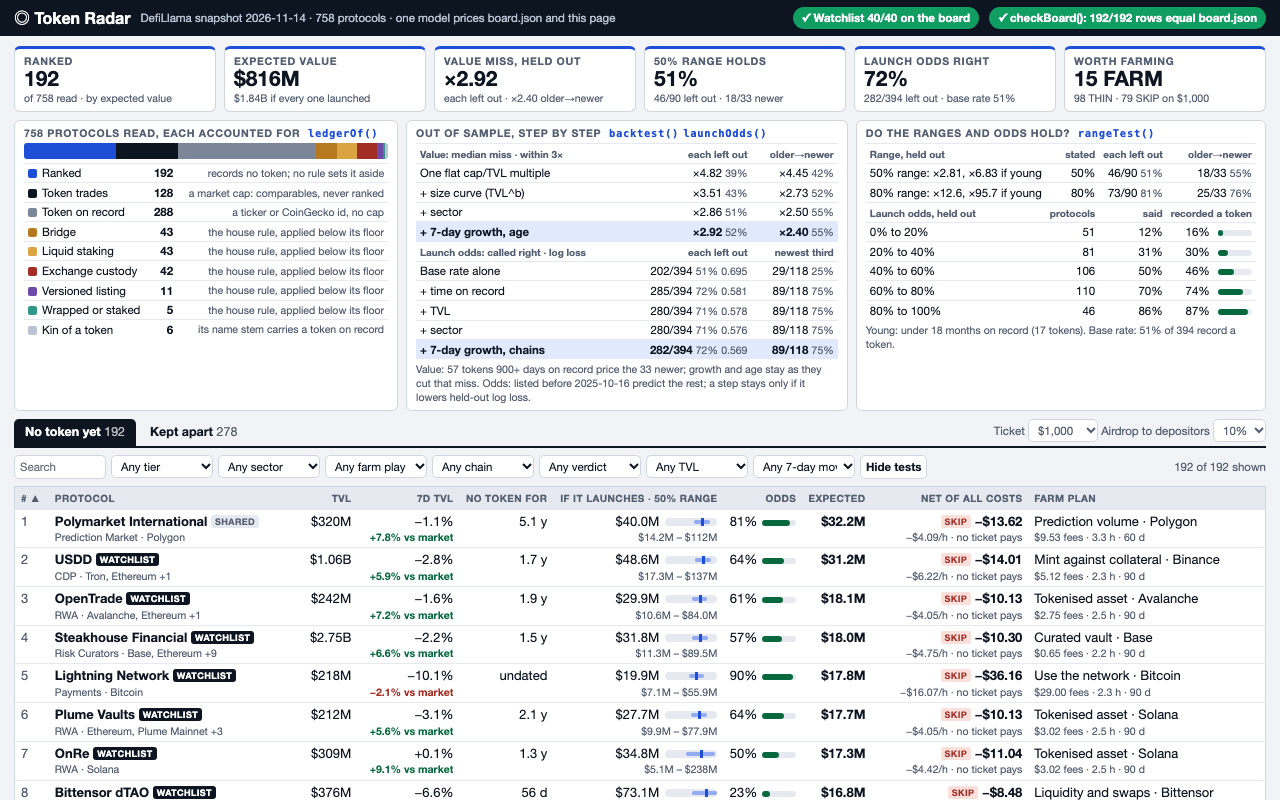 Token Radar DefiLlama snapshot 2026-11-14 · 758 protocols · one model prices board.json and this page ✓Watchlist 40/40 on the board ✓checkBoard(): 192/192 rows equal board.json
RANKED
192
of 758 read · by expected value
EXPECTED VALUE
$816M
$1.84B if every one launched
VALUE MISS, HELD OUT
×2.92
each left out · ×2.40 older→newer
50% RANGE HOLDS
51%
46/90 left out · 18/33 newer
LAUNCH ODDS RIGHT
72%
282/394 left out · base rate 51%
WORTH FARMING
15 FARM
98 THIN · 79 SKIP on $1,000
758 PROTOCOLS READ, EACH ACCOUNTED FOR ledgerOf()
Ranked 192 records no token; no rule sets it aside
Token trades 128 a market cap: comparables, never ranked
Token on record 288 a ticker or CoinGecko id, no cap
Bridge 43 the house rule, applied below its floor
Liquid staking 43 the house rule, applied below its floor
Exchange custody 42 the house rule, applied below its floor
Versioned listing 11 the house rule, applied below its floor
Wrapped or staked 5 the house rule, applied below its floor
Kin of a token 6 its name stem carries a token on record
OUT OF SAMPLE, STEP BY STEP backtest() launchOdds()
Value: median miss · within 3× each left out older→newer
One flat cap/TVL multiple ×4.82 39% ×4.45 42%
+ size curve (TVL^b) ×3.51 43% ×2.73 52%
+ sector ×2.86 51% ×2.50 55%
+ 7-day growth, age ×2.92 52% ×2.40 55%
Launch odds: called right · log loss each left out newest third
Base rate alone 202/394 51% 0.695 29/118 25%
+ time on record 285/394 72% 0.581 89/118 75%
+ TVL 280/394 71% 0.578 89/118 75%
+ sector 280/394 71% 0.576 89/118 75%
+ 7-day growth, chains 282/394 72% 0.569 89/118 75%
Value: 57 tokens 900+ days on record price the 33 newer; growth and age stay as they
cut that miss. Odds: listed before 2025-10-16 predict the rest; a step stays only if it
lowers held-out log loss.
DO THE RANGES AND ODDS HOLD? rangeTest()
Range, held out stated each left out older→newer
50% range: ×2.81, ×6.83 if young 50% 46/90 51% 18/33 55%
80% range: ×12.6, ×95.7 if young 80% 73/90 81% 25/33 76%
Launch odds, held out protocols said recorded a token
0% to 20% 51 12% 16%
20% to 40% 81 31% 30%
40% to 60% 106 50% 46%
60% to 80% 110 70% 74%
80% to 100% 46 86% 87%
Young: under 18 months on record (17 tokens). Base rate: 51% of 394 record a
token.
No token yet 192 Kept apart 278 Ticket $1,000 Airdrop to depositors 10%
Search Any tier Any sector Any farm play Any chain Any verdict Any TVL Any 7-day mov Hide tests 192 of 192 shown
# ▲ PROTOCOL TVL 7D TVL NO TOKEN FOR IF IT LAUNCHES · 50% RANGE ODDS EXPECTED NET OF ALL COSTS FARM PLAN
1 Polymarket International SHARED $320M −1.1% 5.1 y $40.0M 81% $32.2M SKIP −$13.62 Prediction volume · Polygon
Prediction Market · Polygon +7.8% vs market $14.2M – $112M −$4.09/h · no ticket pays $9.53 fees · 3.3 h · 60 d
2 USDD WATCHLIST $1.06B −2.8% 1.7 y $48.6M 64% $31.2M SKIP −$14.01 Mint against collateral · Binance
CDP · Tron, Ethereum +1 +5.9% vs market $17.3M – $137M −$6.22/h · no ticket pays $5.12 fees · 2.3 h · 90 d
3 OpenTrade WATCHLIST $242M −1.6% 1.9 y $29.9M 61% $18.1M SKIP −$10.13 Tokenised asset · Avalanche
RWA · Avalanche, Ethereum +1 +7.2% vs market $10.6M – $84.0M −$4.05/h · no ticket pays $2.75 fees · 2.5 h · 90 d
4 Steakhouse Financial WATCHLIST $2.75B −2.2% 1.5 y $31.8M 57% $18.0M SKIP −$10.30 Curated vault · Base
Risk Curators · Base, Ethereum +9 +6.6% vs market $11.3M – $89.5M −$4.75/h · no ticket pays $0.65 fees · 2.2 h · 90 d
5 Lightning Network WATCHLIST $218M −10.1% undated $19.9M 90% $17.8M SKIP −$36.16 Use the network · Bitcoin
Payments · Bitcoin −2.1% vs market $7.1M – $55.9M −$16.07/h · no ticket pays $29.00 fees · 2.3 h · 90 d
6 Plume Vaults WATCHLIST $212M −3.1% 2.1 y $27.7M 64% $17.7M SKIP −$10.13 Tokenised asset · Solana
RWA · Ethereum, Plume Mainnet +3 +5.6% vs market $9.9M – $77.9M −$4.05/h · no ticket pays $3.02 fees · 2.5 h · 90 d
7 OnRe WATCHLIST $309M +0.1% 1.3 y $34.8M 50% $17.3M SKIP −$11.04 Tokenised asset · Solana
RWA · Solana +9.1% vs market $5.1M – $238M −$4.42/h · no ticket pays $3.02 fees · 2.5 h · 90 d
8 Bittensor dTAO WATCHLIST $376M −6.6% 56 d $73.1M 23% $16.8M SKIP −$8.48 Liquidity and swaps · Bittensor